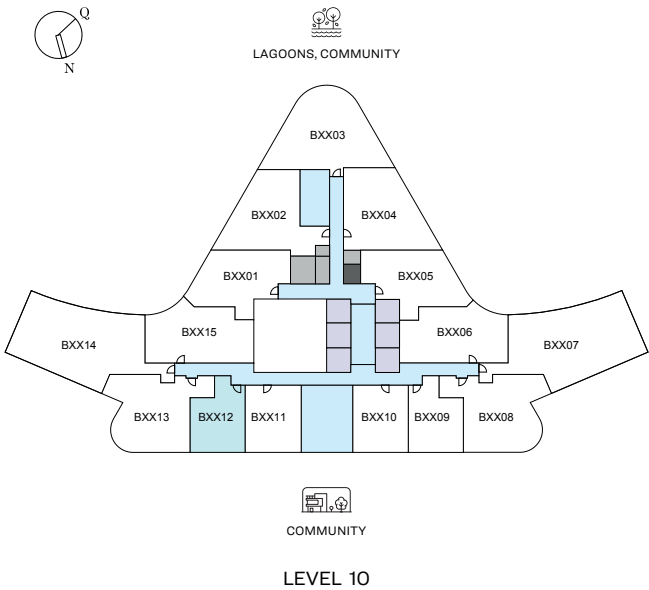 Q
N
LAGOONS, COMMUNITY
BXX03
BXX02
BXX04
BXX01
BXX05
BXX15
BXX06
BXX14
BXX07
BXX13
BXX12
BXX11
BXX10
BXX09
BXX08
COMMUNITY
LEVEL 10